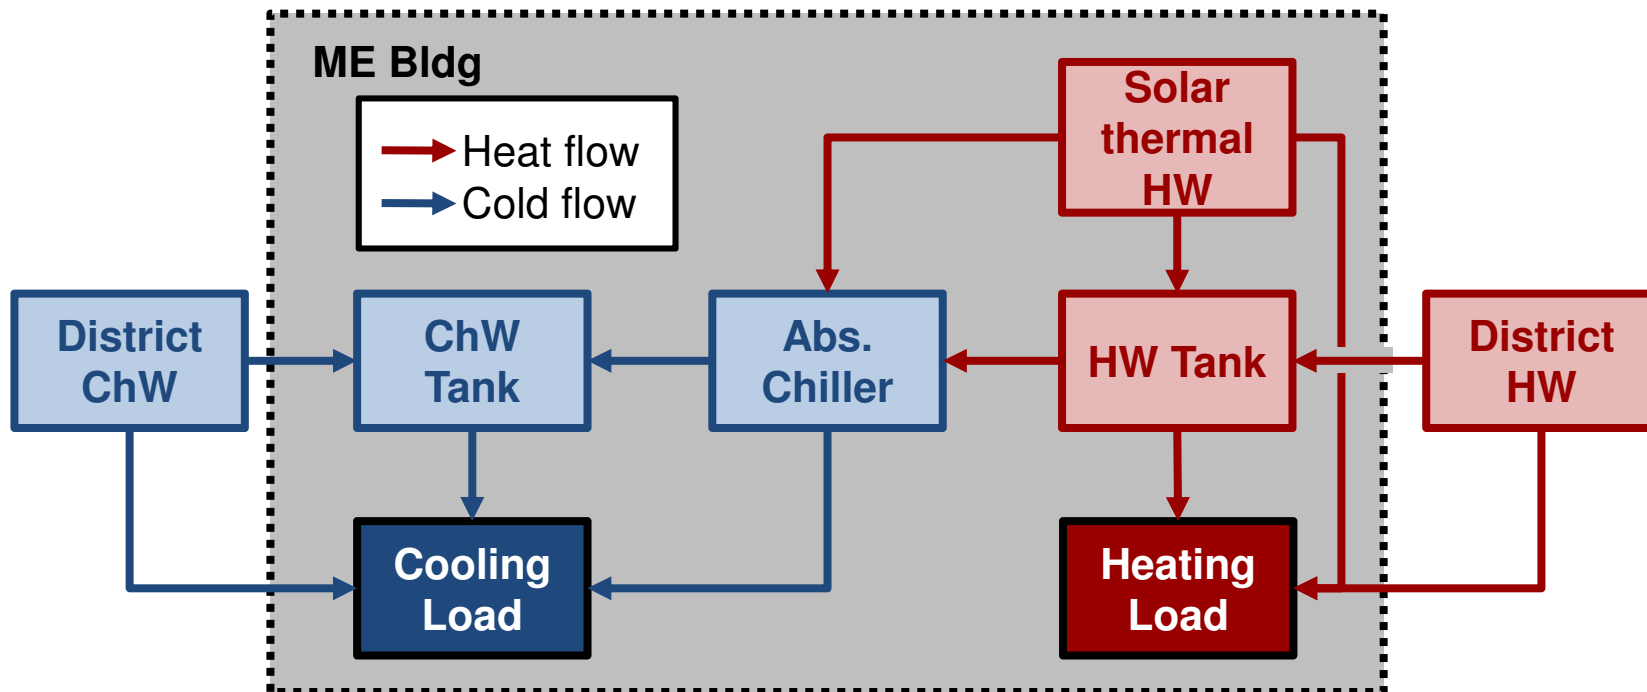 ME Bldg
Heat flow
Cold flow
Solar
thermal
HW
District
ChW
ChW
Tank
Abs.
Chiller
HW Tank
District
HW
Cooling
Load
Heating
Load